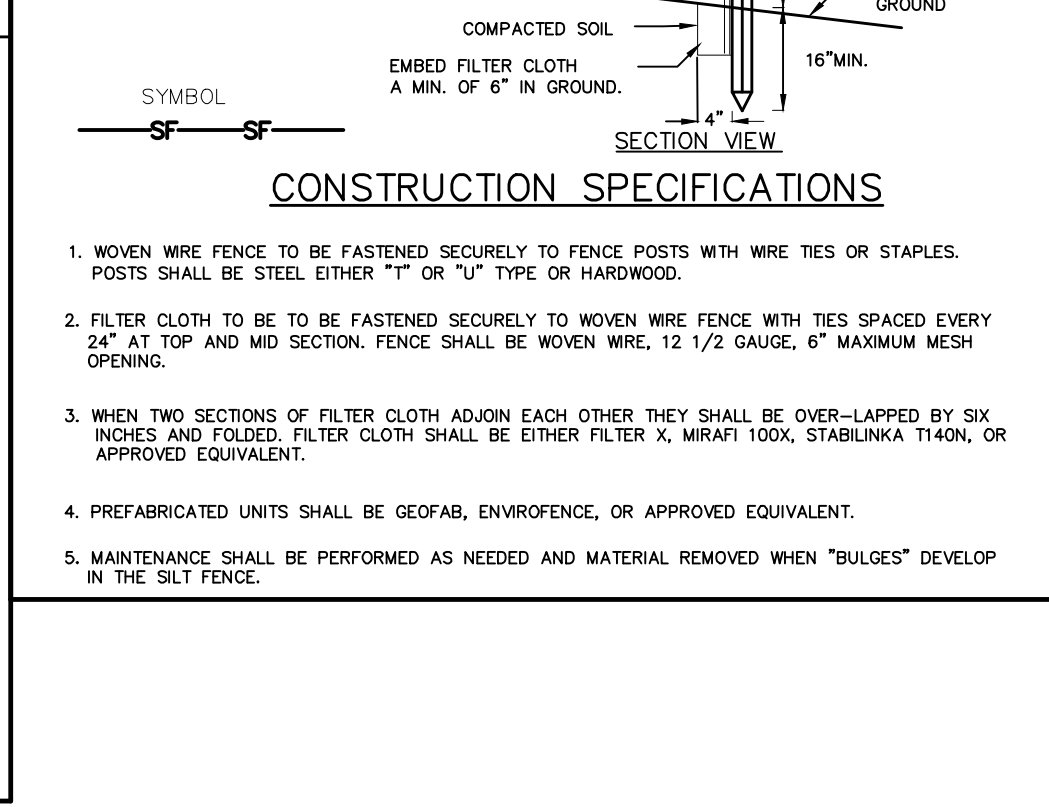 GROUND
COMPACTED SOIL
16"MIN.
EMBED FILTER CLOTH
A MIN. OF 6" IN GROUND.
SYMBOL
SF SF
4"
SECTION VIEW
CONSTRUCTION SPECIFICATIONS
1. WOVEN WIRE FENCE TO BE FASTENED SECURELY TO FENCE POSTS WITH WIRE TIES OR STAPLES.
POSTS SHALL BE STEEL EITHER "T" OR "U" TYPE OR HARDWOOD.
2. FILTER CLOTH TO BE TO BE FASTENED SECURELY TO WOVEN WIRE FENCE WITH TIES SPACED EVERY
24" AT TOP AND MID SECTION. FENCE SHALL BE WOVEN WIRE, 12 1/2 GAUGE, 6" MAXIMUM MESH
OPENING.
3. WHEN TWO SECTIONS OF FILTER CLOTH ADJOIN EACH OTHER THEY SHALL BE OVER-LAPPED BY SIX
INCHES AND FOLDED. FILTER CLOTH SHALL BE EITHER FILTER X, MIRAFI 100X, STABILINKA T140N, OR
APPROVED EQUIVALENT.
4. PREFABRICATED UNITS SHALL BE GEOFAB, ENVIROFENCE, OR APPROVED EQUIVALENT.
5. MAINTENANCE SHALL BE PERFORMED AS NEEDED AND MATERIAL REMOVED WHEN "BULGES" DEVELOP
IN THE SILT FENCE.